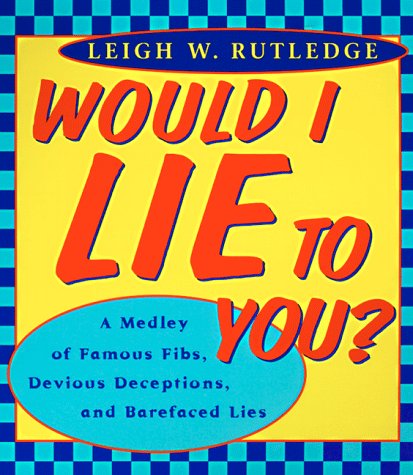 LEIGH W. RUTLEDGE
WOULD I
LIE TO
YOU?
A Medley
of Famous Fibs,
Devious Deceptions,
and Barefaced Lies